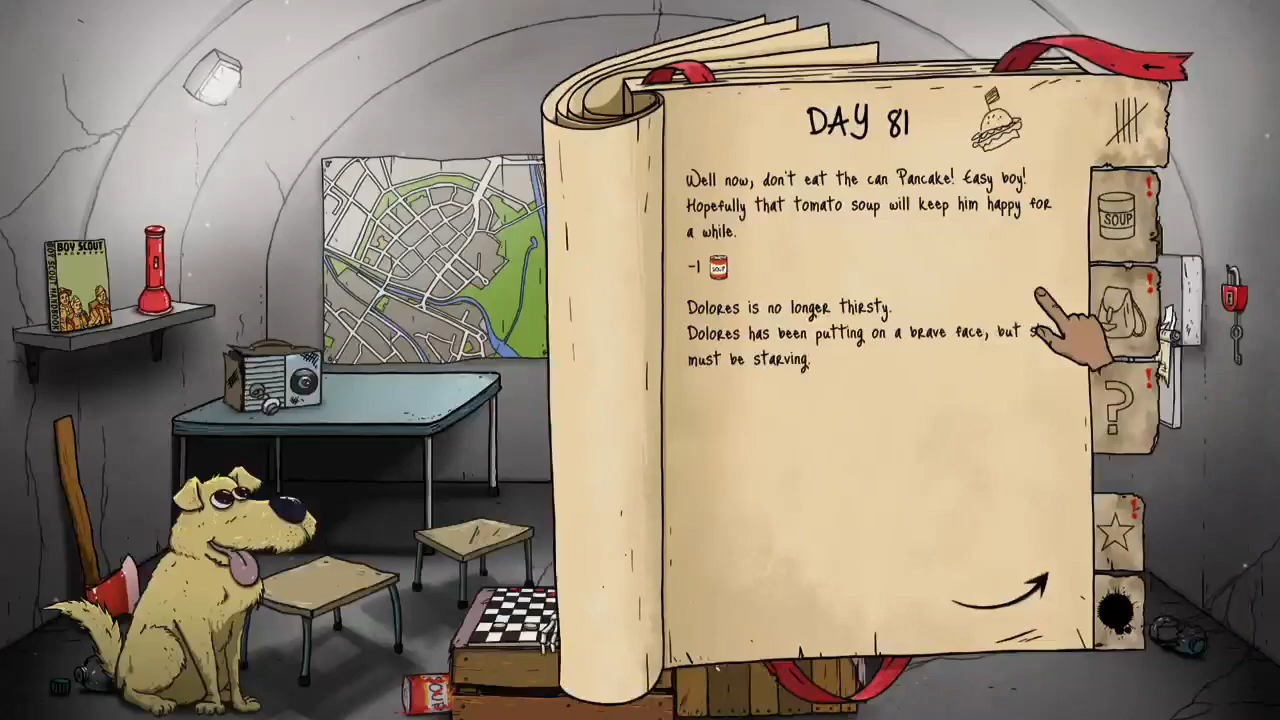 DAY 81
Well now, don't eat the can Pancake! Easy boy!
Hopefully that tomato soup will keep him happy for
a while.
-1 SOUP
Dolores is no longer thirsty.
Dolores has been putting on a brave face, but
must be starving.
SOUP
!
!
?
!
!
BOY SCOUT
BOY SCOUT HANDBOOK